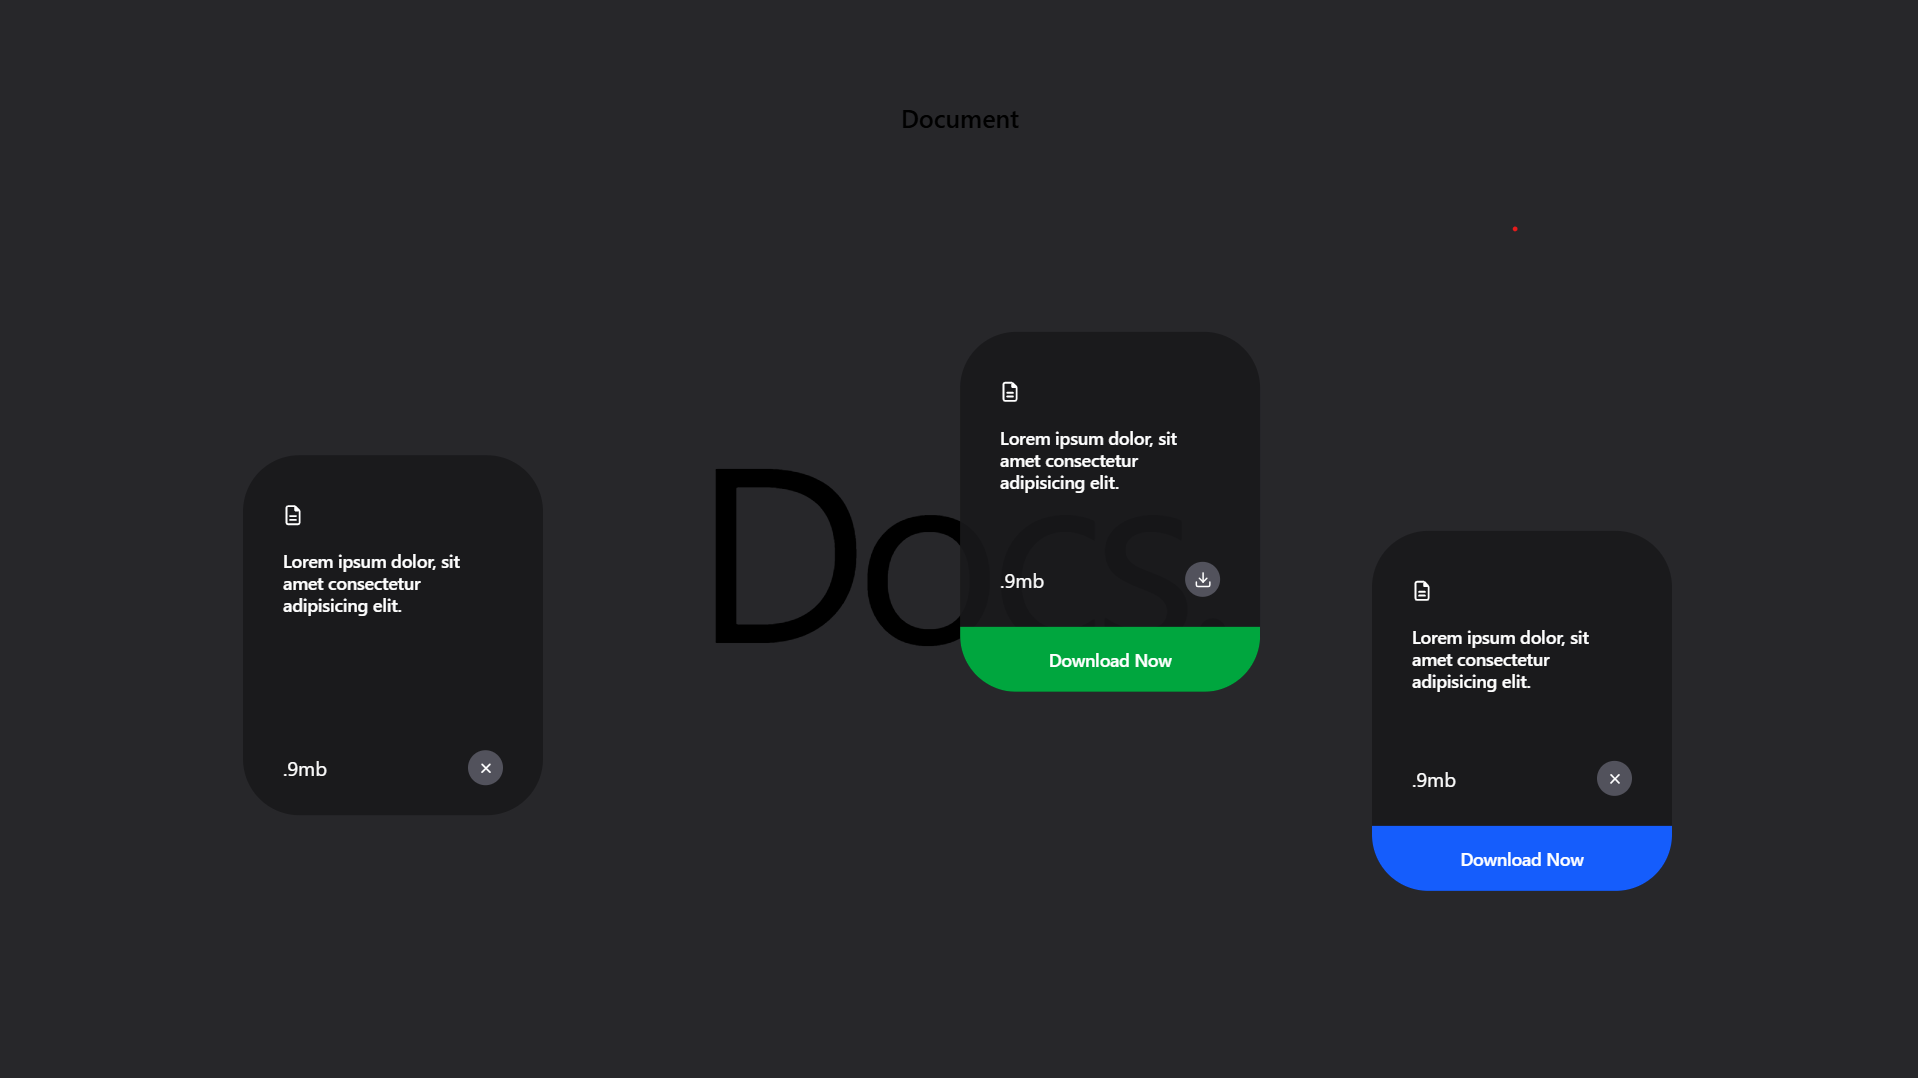 Document
Docs.
Lorem ipsum dolor, sit
amet consectetur
adipisicing elit.
.9mb
Lorem ipsum dolor, sit
amet consectetur
adipisicing elit.
.9mb
Download Now
Lorem ipsum dolor, sit
amet consectetur
adipisicing elit.
.9mb
Download Now